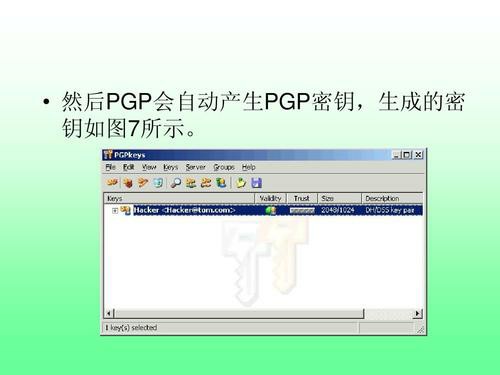 • 然后PGP会自动产生PGP密钥，生成的密
钥如图7所示。
PGPkeys
File Edit View Keys Server Groups Help
Keys Validity Trust Size Description
Hacker <Hacker@tom.com> 2048/1024 DH/DSS key pair
1 key(s) selected